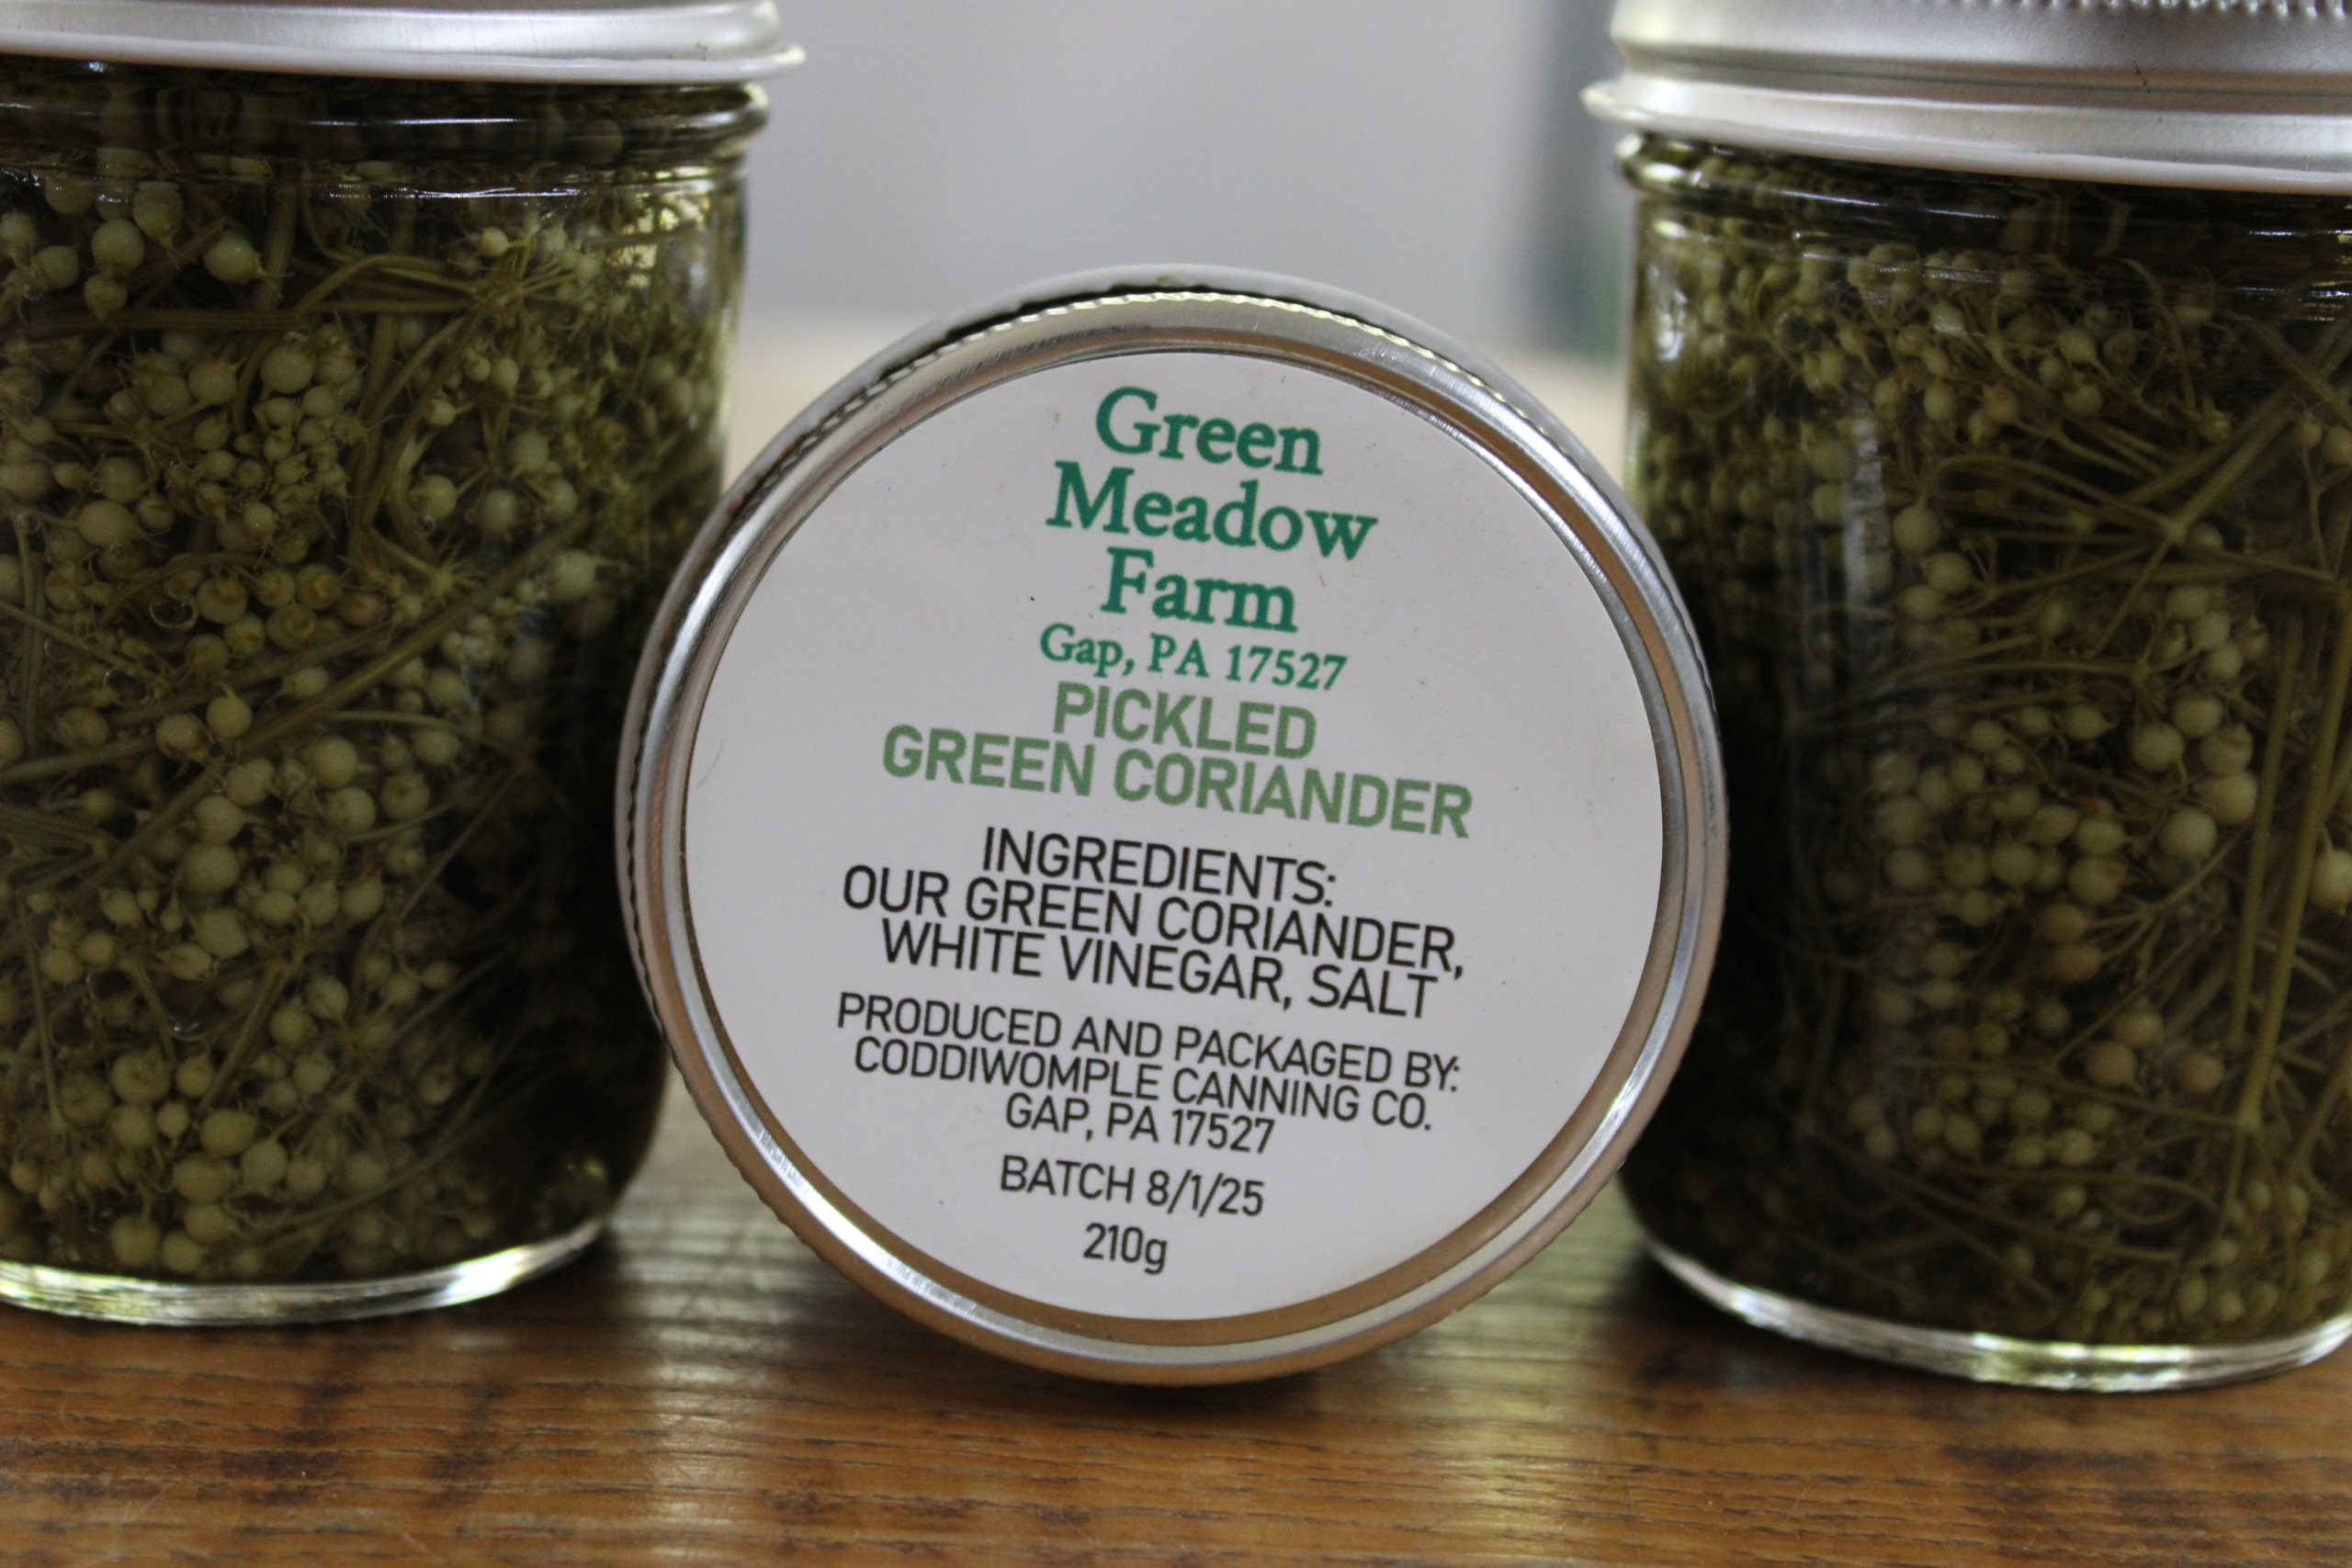 Green
Meadow
Farm
Gap, PA 17527
PICKLED
GREEN CORIANDER
INGREDIENTS:
OUR GREEN CORIANDER,
WHITE VINEGAR, SALT
PRODUCED AND PACKAGED BY:
CODDIWOMPLE CANNING CO.
GAP, PA 17527
BATCH 8/1/25
210g